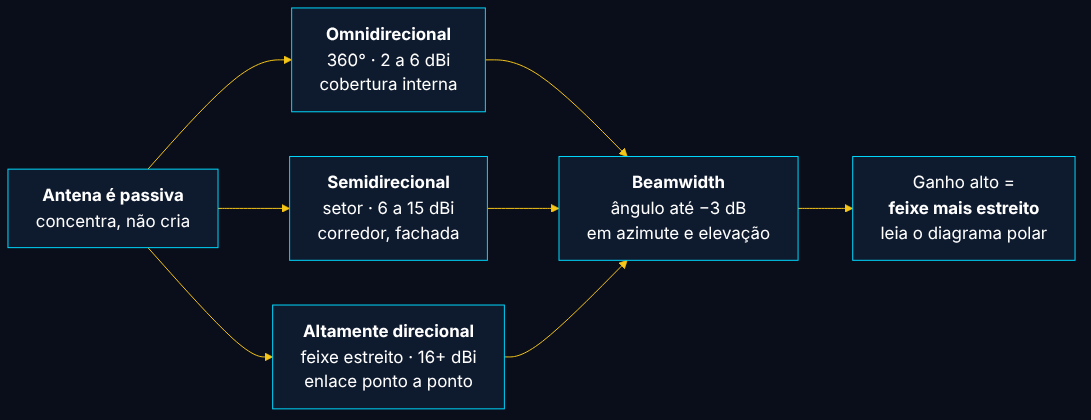 Antena é passiva
concentra, não cria
Omnidirecional
360° · 2 a 6 dBi
cobertura interna
Semidirecional
setor · 6 a 15 dBi
corredor, fachada
Altamente direcional
feixe estreito · 16+ dBi
enlace ponto a ponto
Beamwidth
ângulo até −3 dB
em azimute e elevação
Ganho alto =
feixe mais estreito
leia o diagrama polar